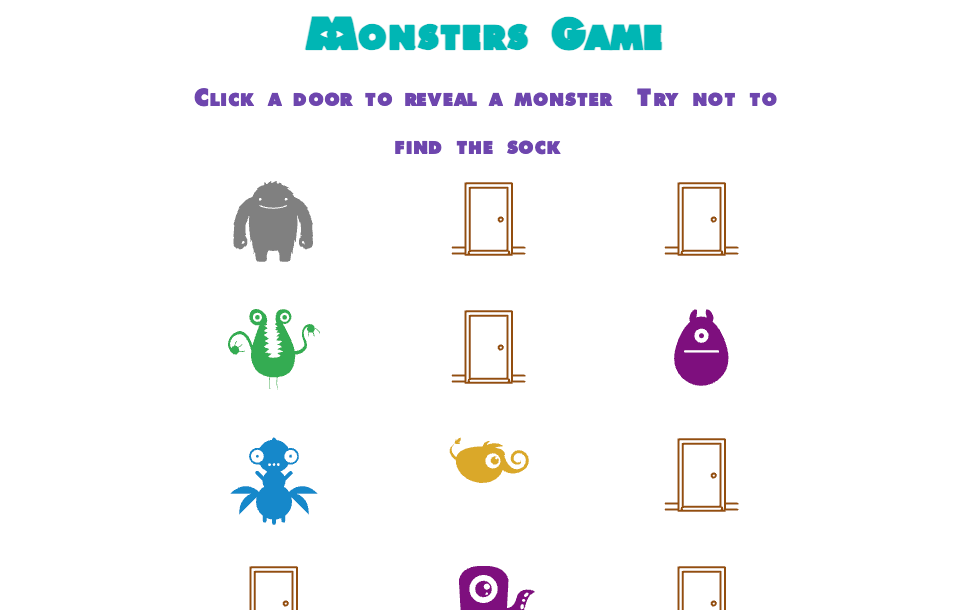 Monsters Game
Click a door to reveal a monster Try not to
find the sock